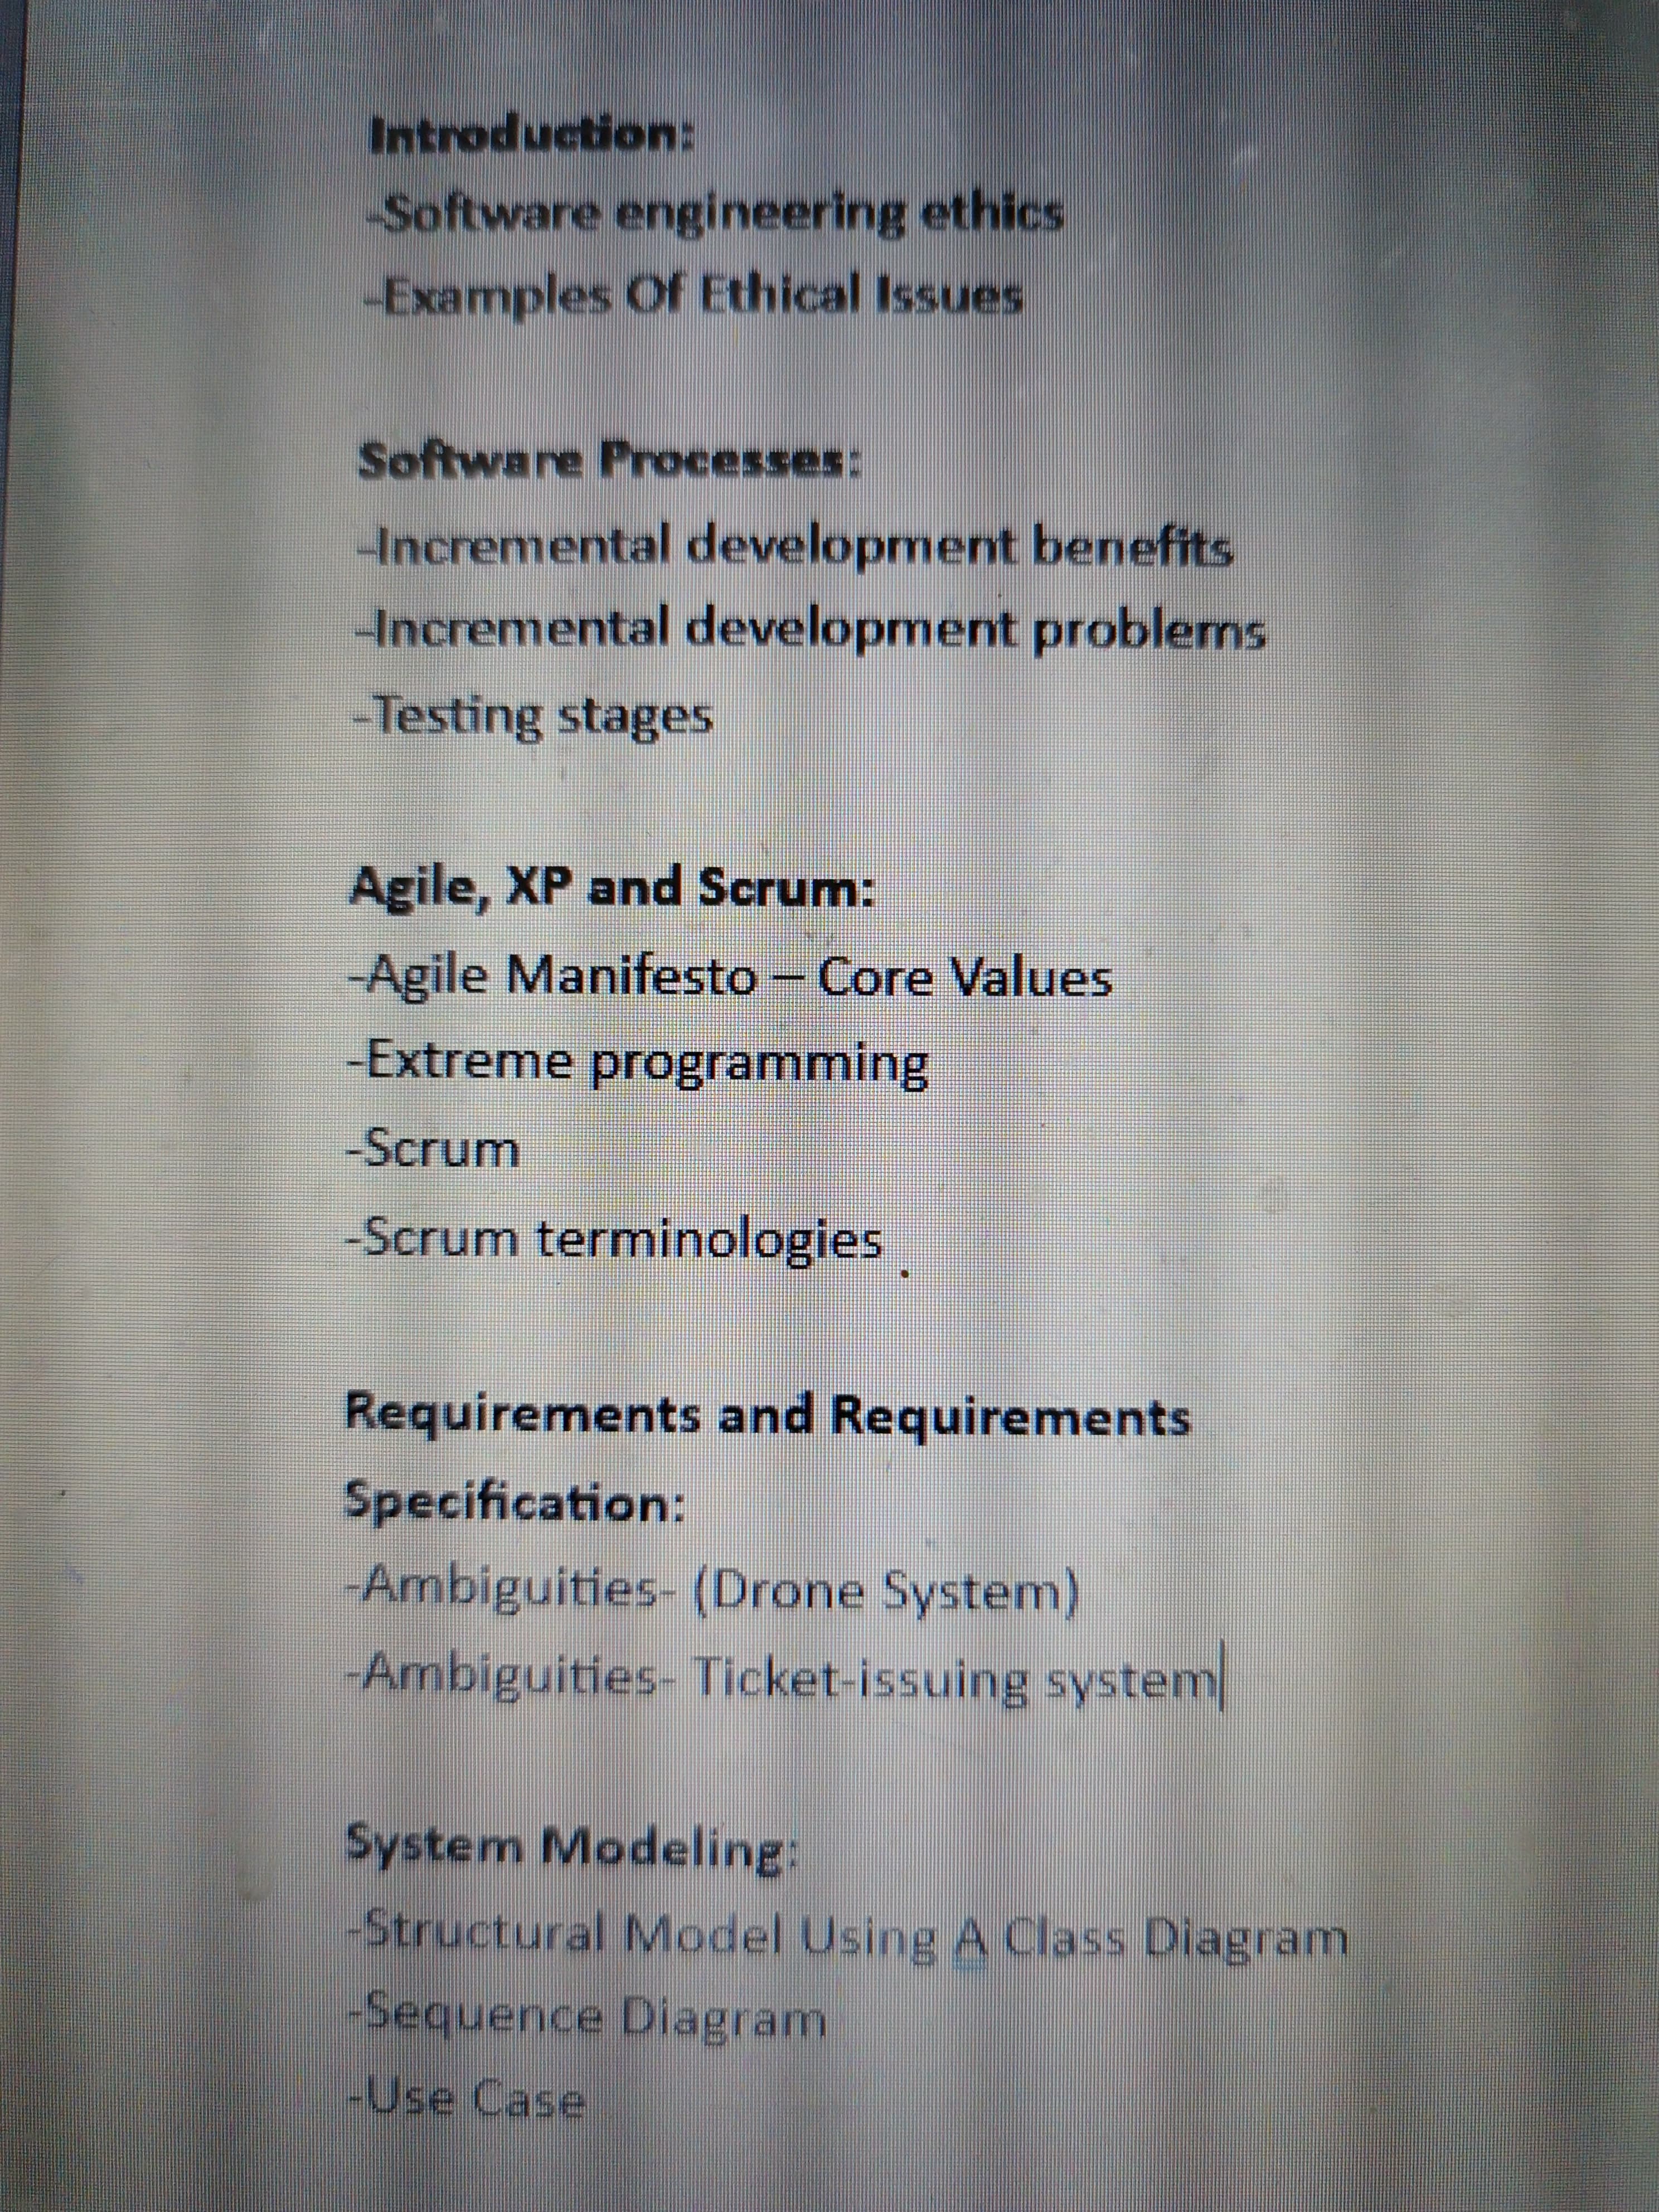 Introduction:
-Software engineering ethics
-Examples Of Ethical Issues
Software Processes:
-Incremental development benefits
-Incremental development problems
-Testing stages
Agile, XP and Scrum:
-Agile Manifesto – Core Values
-Extreme programming
-Scrum
-Scrum terminologies
Requirements and Requirements
Specification:
-Ambiguities- (Drone System)
-Ambiguities- Ticket-issuing system
System Modeling:
-Structural Model Using A Class Diagram
-Sequence Diagram
-Use Case